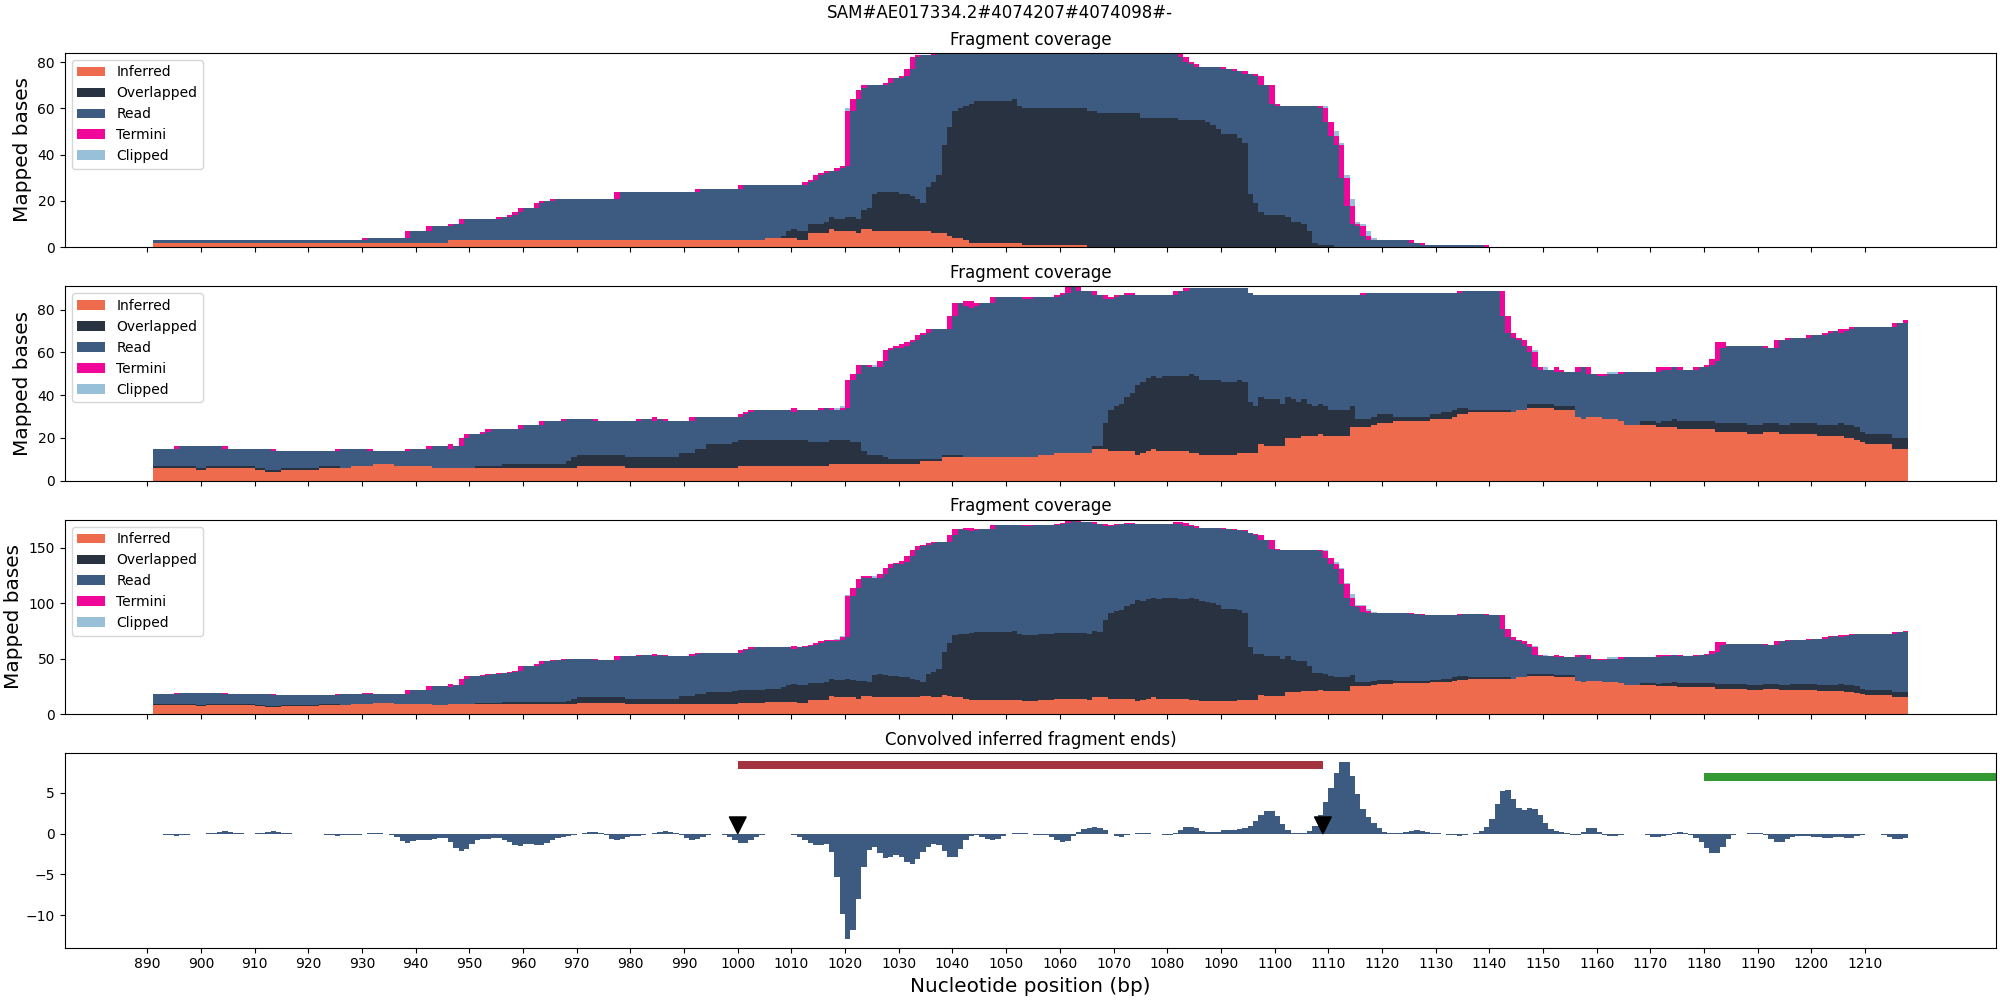 SAM#AE017334.2#4074207#4074098#-
Fragment coverage
Mapped bases
80
60
40
20
0
Inferred
Overlapped
Read
Termini
Clipped
Fragment coverage
Mapped bases
80
60
40
20
0
Inferred
Overlapped
Read
Termini
Clipped
Fragment coverage
Mapped bases
150
100
50
0
Inferred
Overlapped
Read
Termini
Clipped
Convolved inferred fragment ends)
5
0
−5
−10
890 900 910 920 930 940 950 960 970 980 990 1000 1010 1020 1030 1040 1050 1060 1070 1080 1090 1100 1110 1120 1130 1140 1150 1160 1170 1180 1190 1200 1210
Nucleotide position (bp)